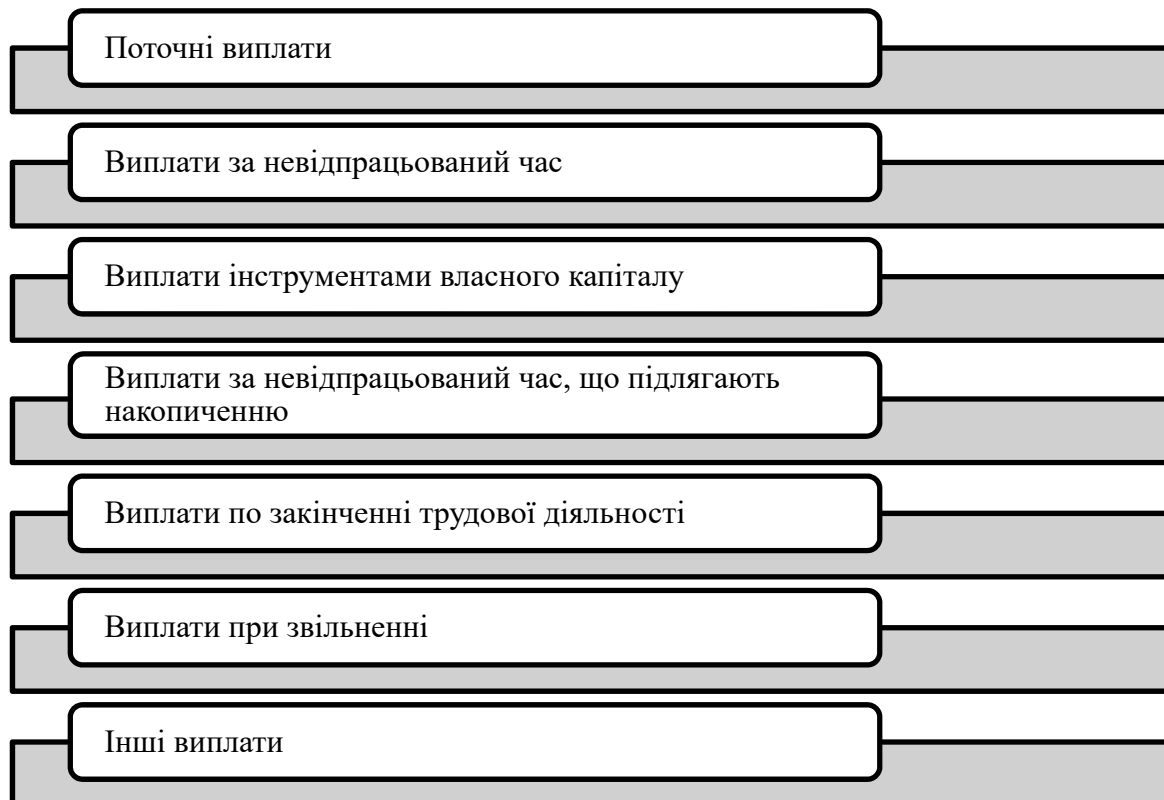 Поточні виплати
Виплати за невідпрацьований час
Виплати інструментами власного капіталу
Виплати за невідпрацьований час, що підлягають
накопиченню
Виплати по закінченні трудової діяльності
Виплати при звільненні
Інші виплати